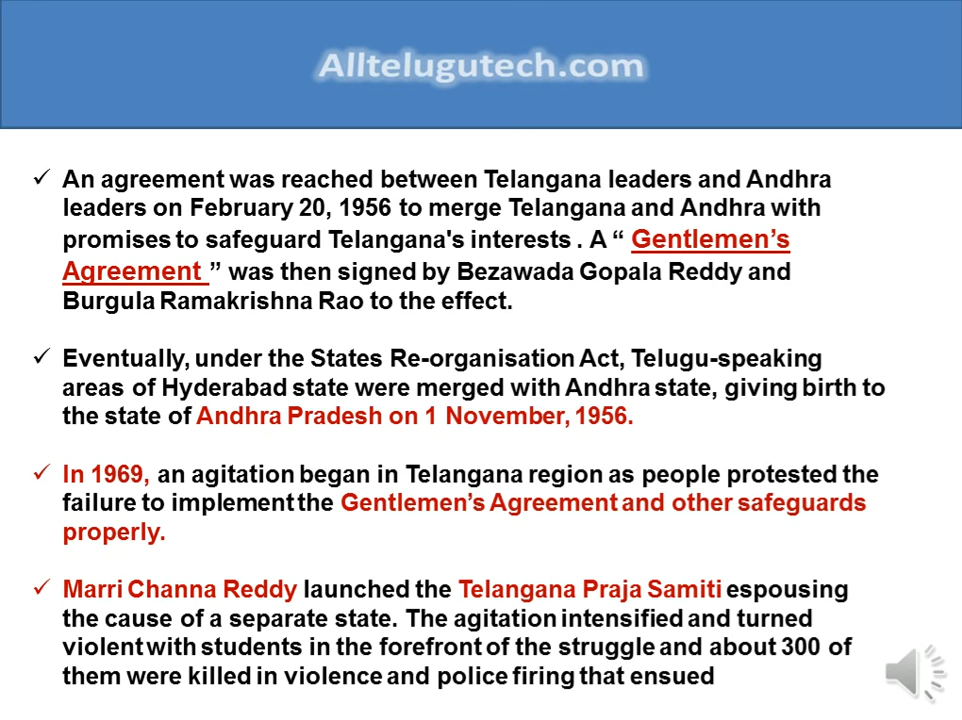 Alltelugutech.com
✓ An agreement was reached between Telangana leaders and Andhra
leaders on February 20, 1956 to merge Telangana and Andhra with
promises to safeguard Telangana's interests . A “ Gentlemen’s
Agreement ” was then signed by Bezawada Gopala Reddy and
Burgula Ramakrishna Rao to the effect.
✓ Eventually, under the States Re-organisation Act, Telugu-speaking
areas of Hyderabad state were merged with Andhra state, giving birth to
the state of Andhra Pradesh on 1 November, 1956.
✓ In 1969, an agitation began in Telangana region as people protested the
failure to implement the Gentlemen’s Agreement and other safeguards
properly.
✓ Marri Channa Reddy launched the Telangana Praja Samiti espousing
the cause of a separate state. The agitation intensified and turned
violent with students in the forefront of the struggle and about 300 of
them were killed in violence and police firing that ensued